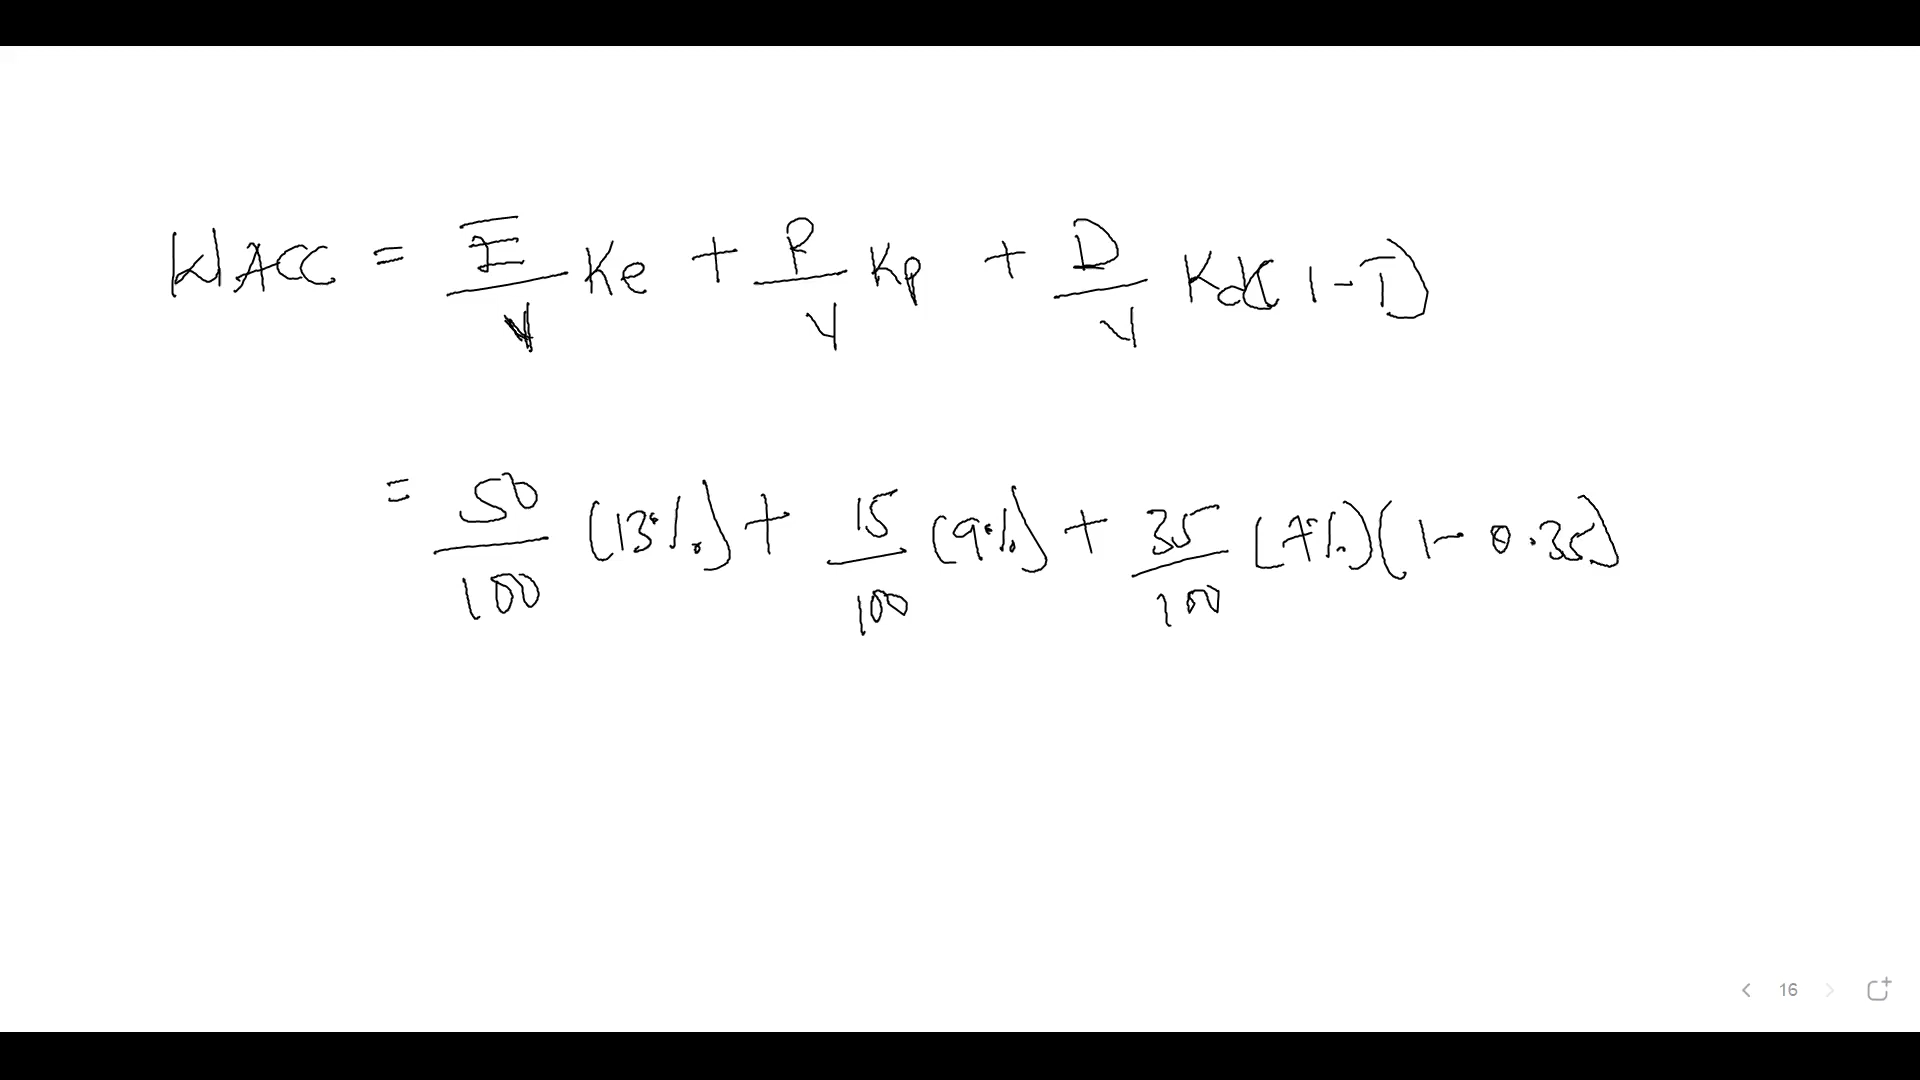 WACC = E/V Ke + P/V Kp + D/V Kd(1-T)
= 50/100 (13%) + 15/100 (9%) + 35/100 (7%)(1-0.35)
16